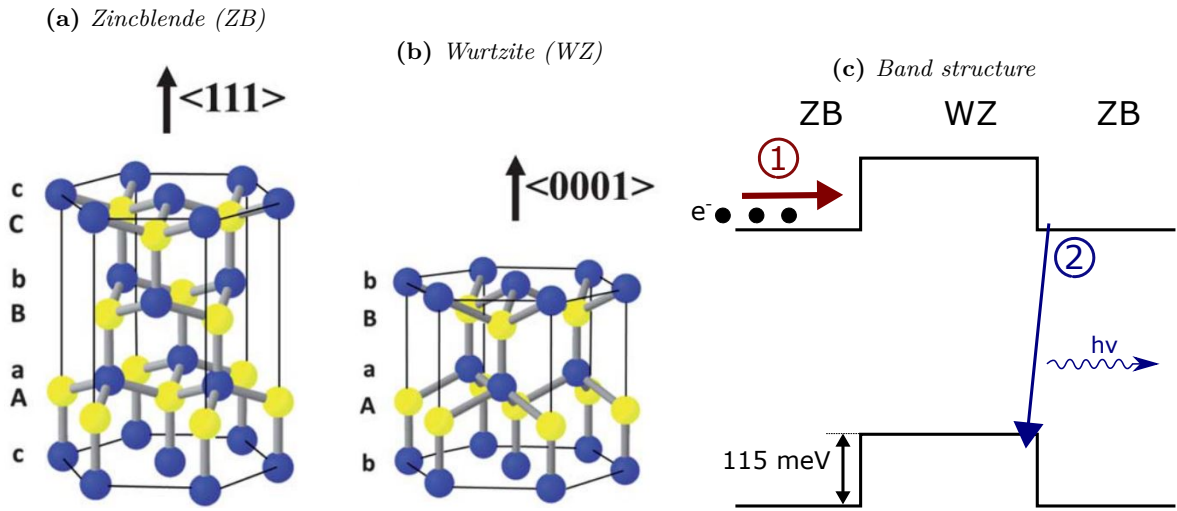 (a) Zincblende (ZB)
<111>
c
C
b
B
a
A
c
(b) Wurtzite (WZ)
<0001>
b
B
a
A
b
(c) Band structure
ZB WZ ZB
1
e-
2
hν
115 meV